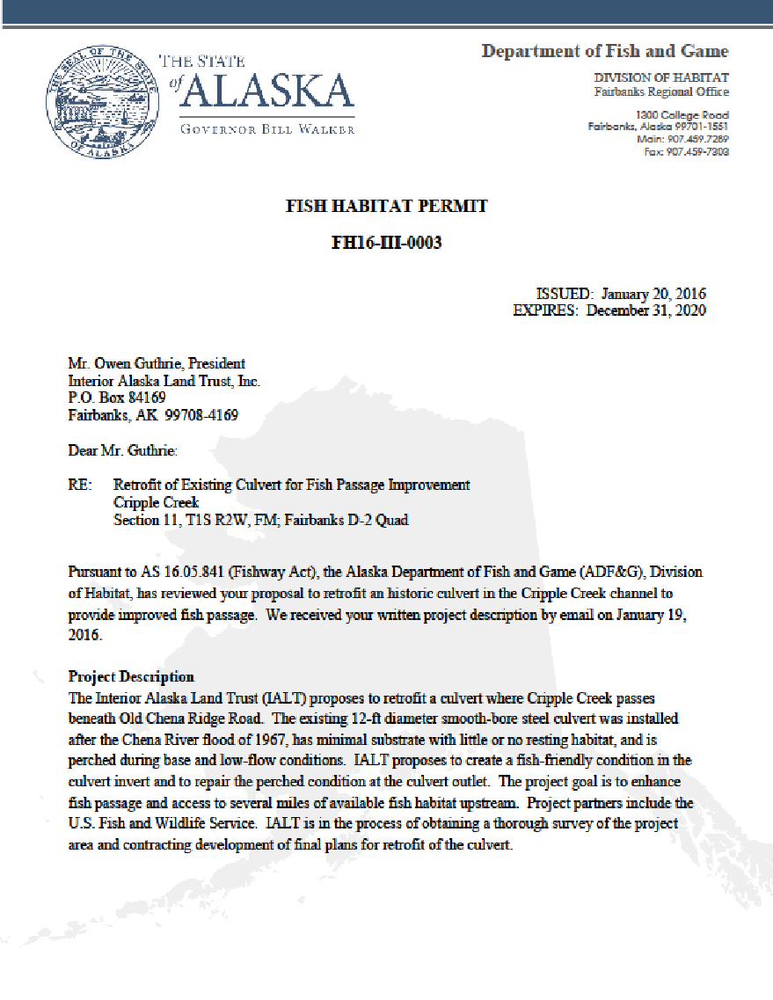 THE SEAL OF THE STATE
OF ALASKA
THE STATE
of ALASKA
GOVERNOR BILL WALKER
Department of Fish and Game
DIVISION OF HABITAT
Fairbanks Regional Office
1300 College Road
Fairbanks, Alaska 99701-1551
Main: 907.459.7289
Fax: 907.459-7303
FISH HABITAT PERMIT
FH16-III-0003
ISSUED: January 20, 2016
EXPIRES: December 31, 2020
Mr. Owen Guthrie, President
Interior Alaska Land Trust, Inc.
P.O. Box 84169
Fairbanks, AK 99708-4169
Dear Mr. Guthrie:
RE: Retrofit of Existing Culvert for Fish Passage Improvement
Cripple Creek
Section 11, T1S R2W, FM; Fairbanks D-2 Quad
Pursuant to AS 16.05.841 (Fishway Act), the Alaska Department of Fish and Game (ADF&G), Division
of Habitat, has reviewed your proposal to retrofit an historic culvert in the Cripple Creek channel to
provide improved fish passage. We received your written project description by email on January 19,
2016.
Project Description
The Interior Alaska Land Trust (IALT) proposes to retrofit a culvert where Cripple Creek passes
beneath Old Chena Ridge Road. The existing 12-ft diameter smooth-bore steel culvert was installed
after the Chena River flood of 1967, has minimal substrate with little or no resting habitat, and is
perched during base and low-flow conditions. IALT proposes to create a fish-friendly condition in the
culvert invert and to repair the perched condition at the culvert outlet. The project goal is to enhance
fish passage and access to several miles of available fish habitat upstream. Project partners include the
U.S. Fish and Wildlife Service. IALT is in the process of obtaining a thorough survey of the project
area and contracting development of final plans for retrofit of the culvert.